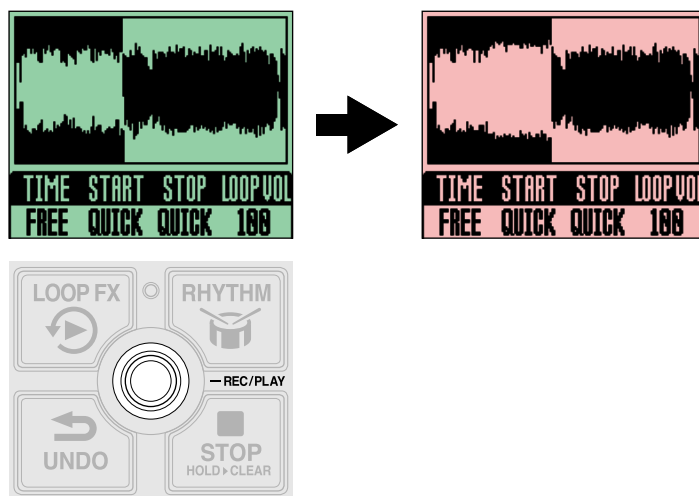 TIME START STOP LOOPVOL
FREE QUICK QUICK 100
TIME START STOP LOOPVOL
FREE QUICK QUICK 100
LOOP FX
RHYTHM
REC/PLAY
UNDO
STOP
HOLD▶CLEAR